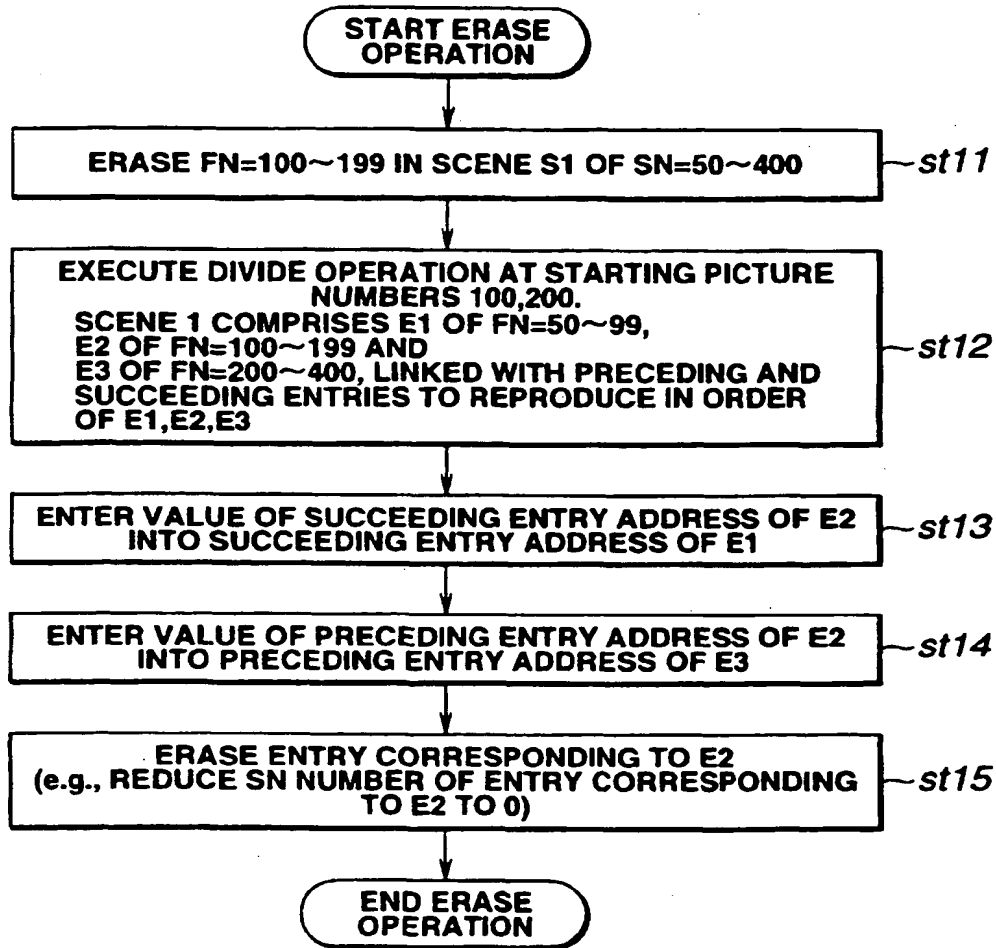 START ERASE
OPERATION
ERASE FN=100~199 IN SCENE S1 OF SN=50~400
st11
EXECUTE DIVIDE OPERATION AT STARTING PICTURE
NUMBERS 100,200.
SCENE 1 COMPRISES E1 OF FN=50~99,
E2 OF FN=100~199 AND
E3 OF FN=200~400, LINKED WITH PRECEDING AND
SUCCEEDING ENTRIES TO REPRODUCE IN ORDER
OF E1,E2,E3
st12
ENTER VALUE OF SUCCEEDING ENTRY ADDRESS OF E2
INTO SUCCEEDING ENTRY ADDRESS OF E1
st13
ENTER VALUE OF PRECEDING ENTRY ADDRESS OF E2
INTO PRECEDING ENTRY ADDRESS OF E3
st14
ERASE ENTRY CORRESPONDING TO E2
(e.g., REDUCE SN NUMBER OF ENTRY CORRESPONDING
TO E2 TO 0)
st15
END ERASE
OPERATION